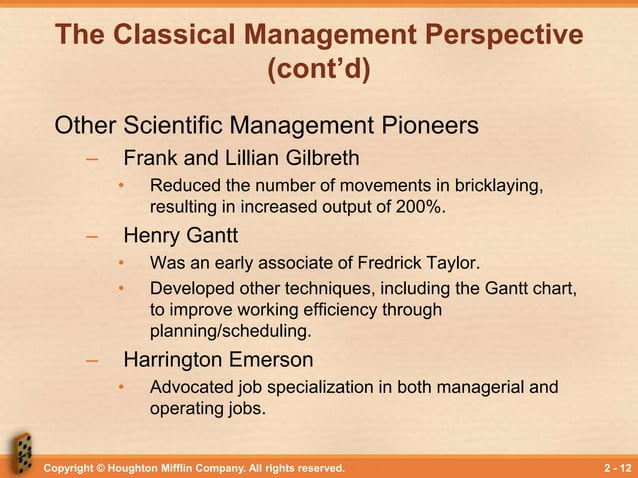 The Classical Management Perspective
(cont’d)
Other Scientific Management Pioneers
– Frank and Lillian Gilbreth
• Reduced the number of movements in bricklaying,
resulting in increased output of 200%.
– Henry Gantt
• Was an early associate of Fredrick Taylor.
• Developed other techniques, including the Gantt chart,
to improve working efficiency through
planning/scheduling.
– Harrington Emerson
• Advocated job specialization in both managerial and
operating jobs.
Copyright © Houghton Mifflin Company. All rights reserved. 2 - 12